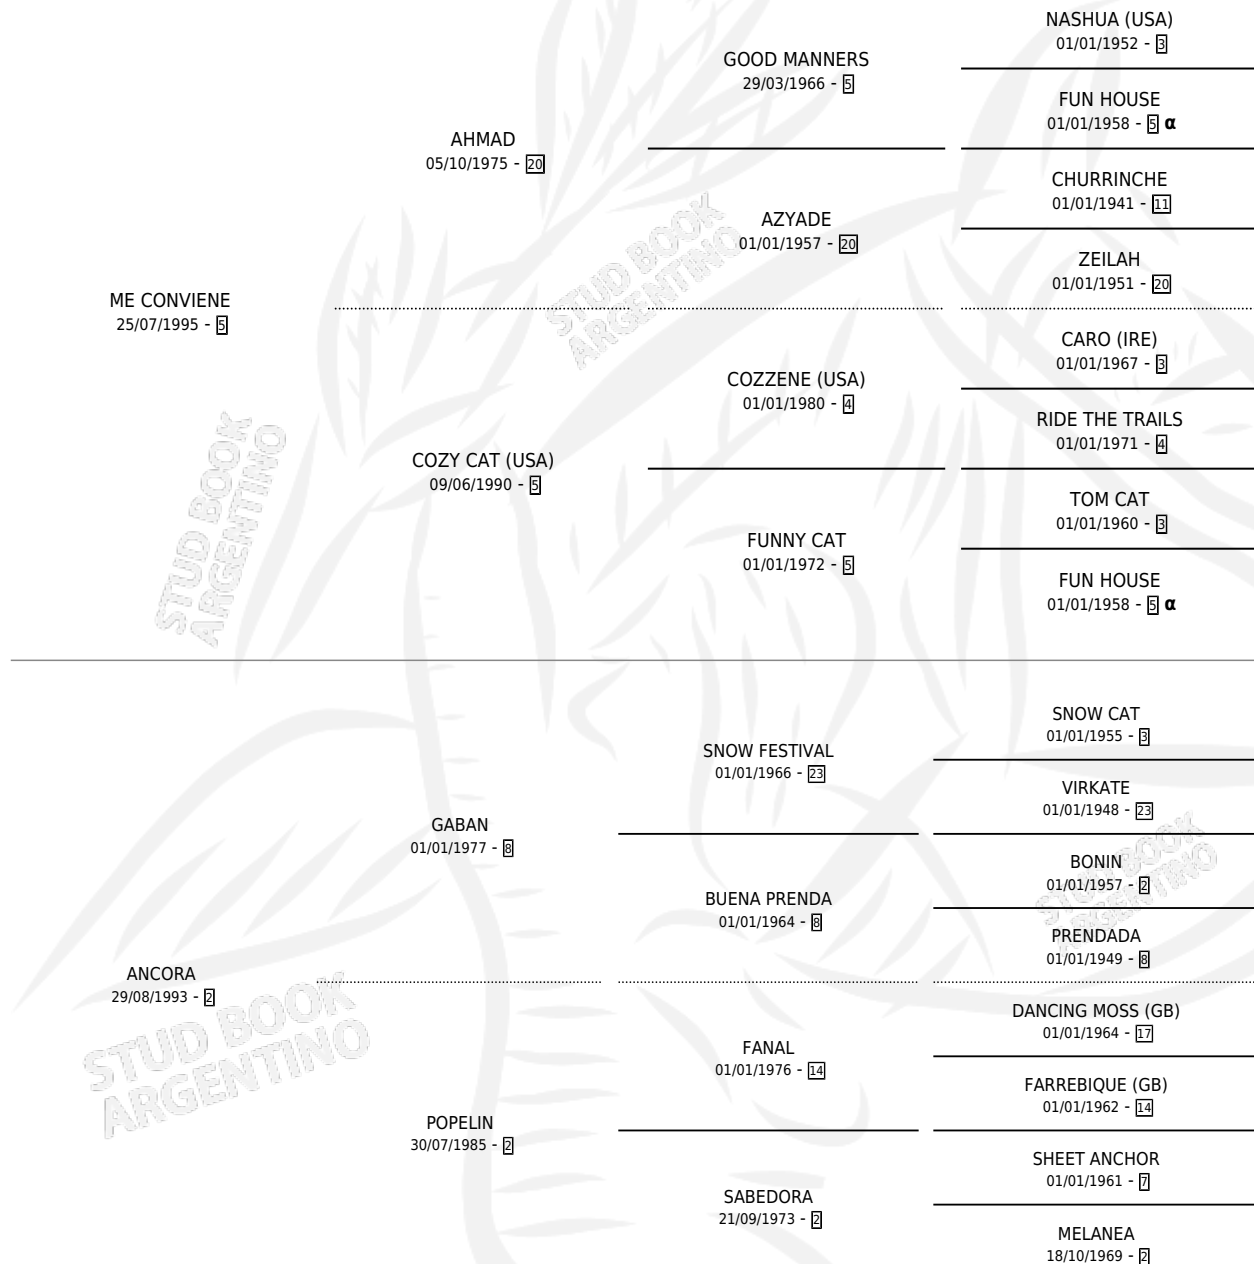 NASHUA (USA)
01/01/1952 - 3
GOOD MANNERS
29/03/1966 - 5
FUN HOUSE
01/01/1958 - 5 α
AHMAD
05/10/1975 - 20
CHURRINCHE
01/01/1941 - 11
AZYADE
01/01/1957 - 20
ZEILAH
01/01/1951 - 20
ME CONVIENE
25/07/1995 - 5
CARO (IRE)
01/01/1967 - 3
COZZENE (USA)
01/01/1980 - 4
RIDE THE TRAILS
01/01/1971 - 4
COZY CAT (USA)
09/06/1990 - 5
TOM CAT
01/01/1960 - 3
FUNNY CAT
01/01/1972 - 5
FUN HOUSE
01/01/1958 - 5 α
STUD BOOK
ARGENTINO
STUD BOOK
ARGENTINO
SNOW CAT
01/01/1955 - 3
SNOW FESTIVAL
01/01/1966 - 23
VIRKATE
01/01/1948 - 23
GABAN
01/01/1977 - 8
BONIN
01/01/1957 - 2
BUENA PRENDA
01/01/1964 - 8
PRENDADA
01/01/1949 - 8
ANCORA
29/08/1993 - 2
DANCING MOSS (GB)
01/01/1964 - 17
FANAL
01/01/1976 - 14
FARREBIQUE (GB)
01/01/1962 - 14
POPELIN
30/07/1985 - 2
SHEET ANCHOR
01/01/1961 - 7
SABEDORA
21/09/1973 - 2
MELANEA
18/10/1969 - 2
STUD BOOK
ARGENTINO
STUD BOOK
ARGENTINO